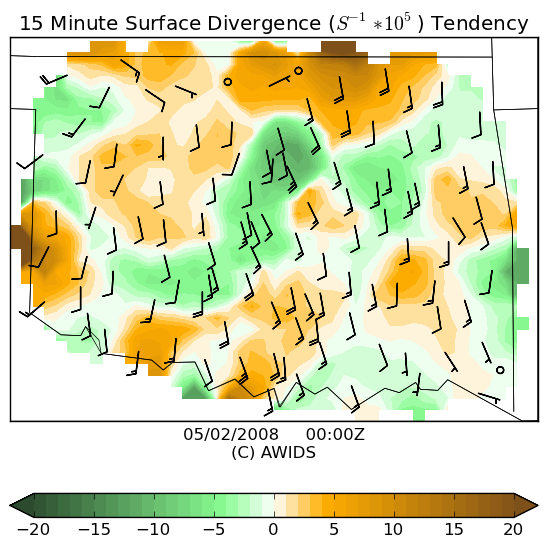 15 Minute Surface Divergence (S⁻¹ *10⁵ ) Tendency
05/02/2008 00:00Z
(C) AWIDS
−20 −15 −10 −5 0 5 10 15 20